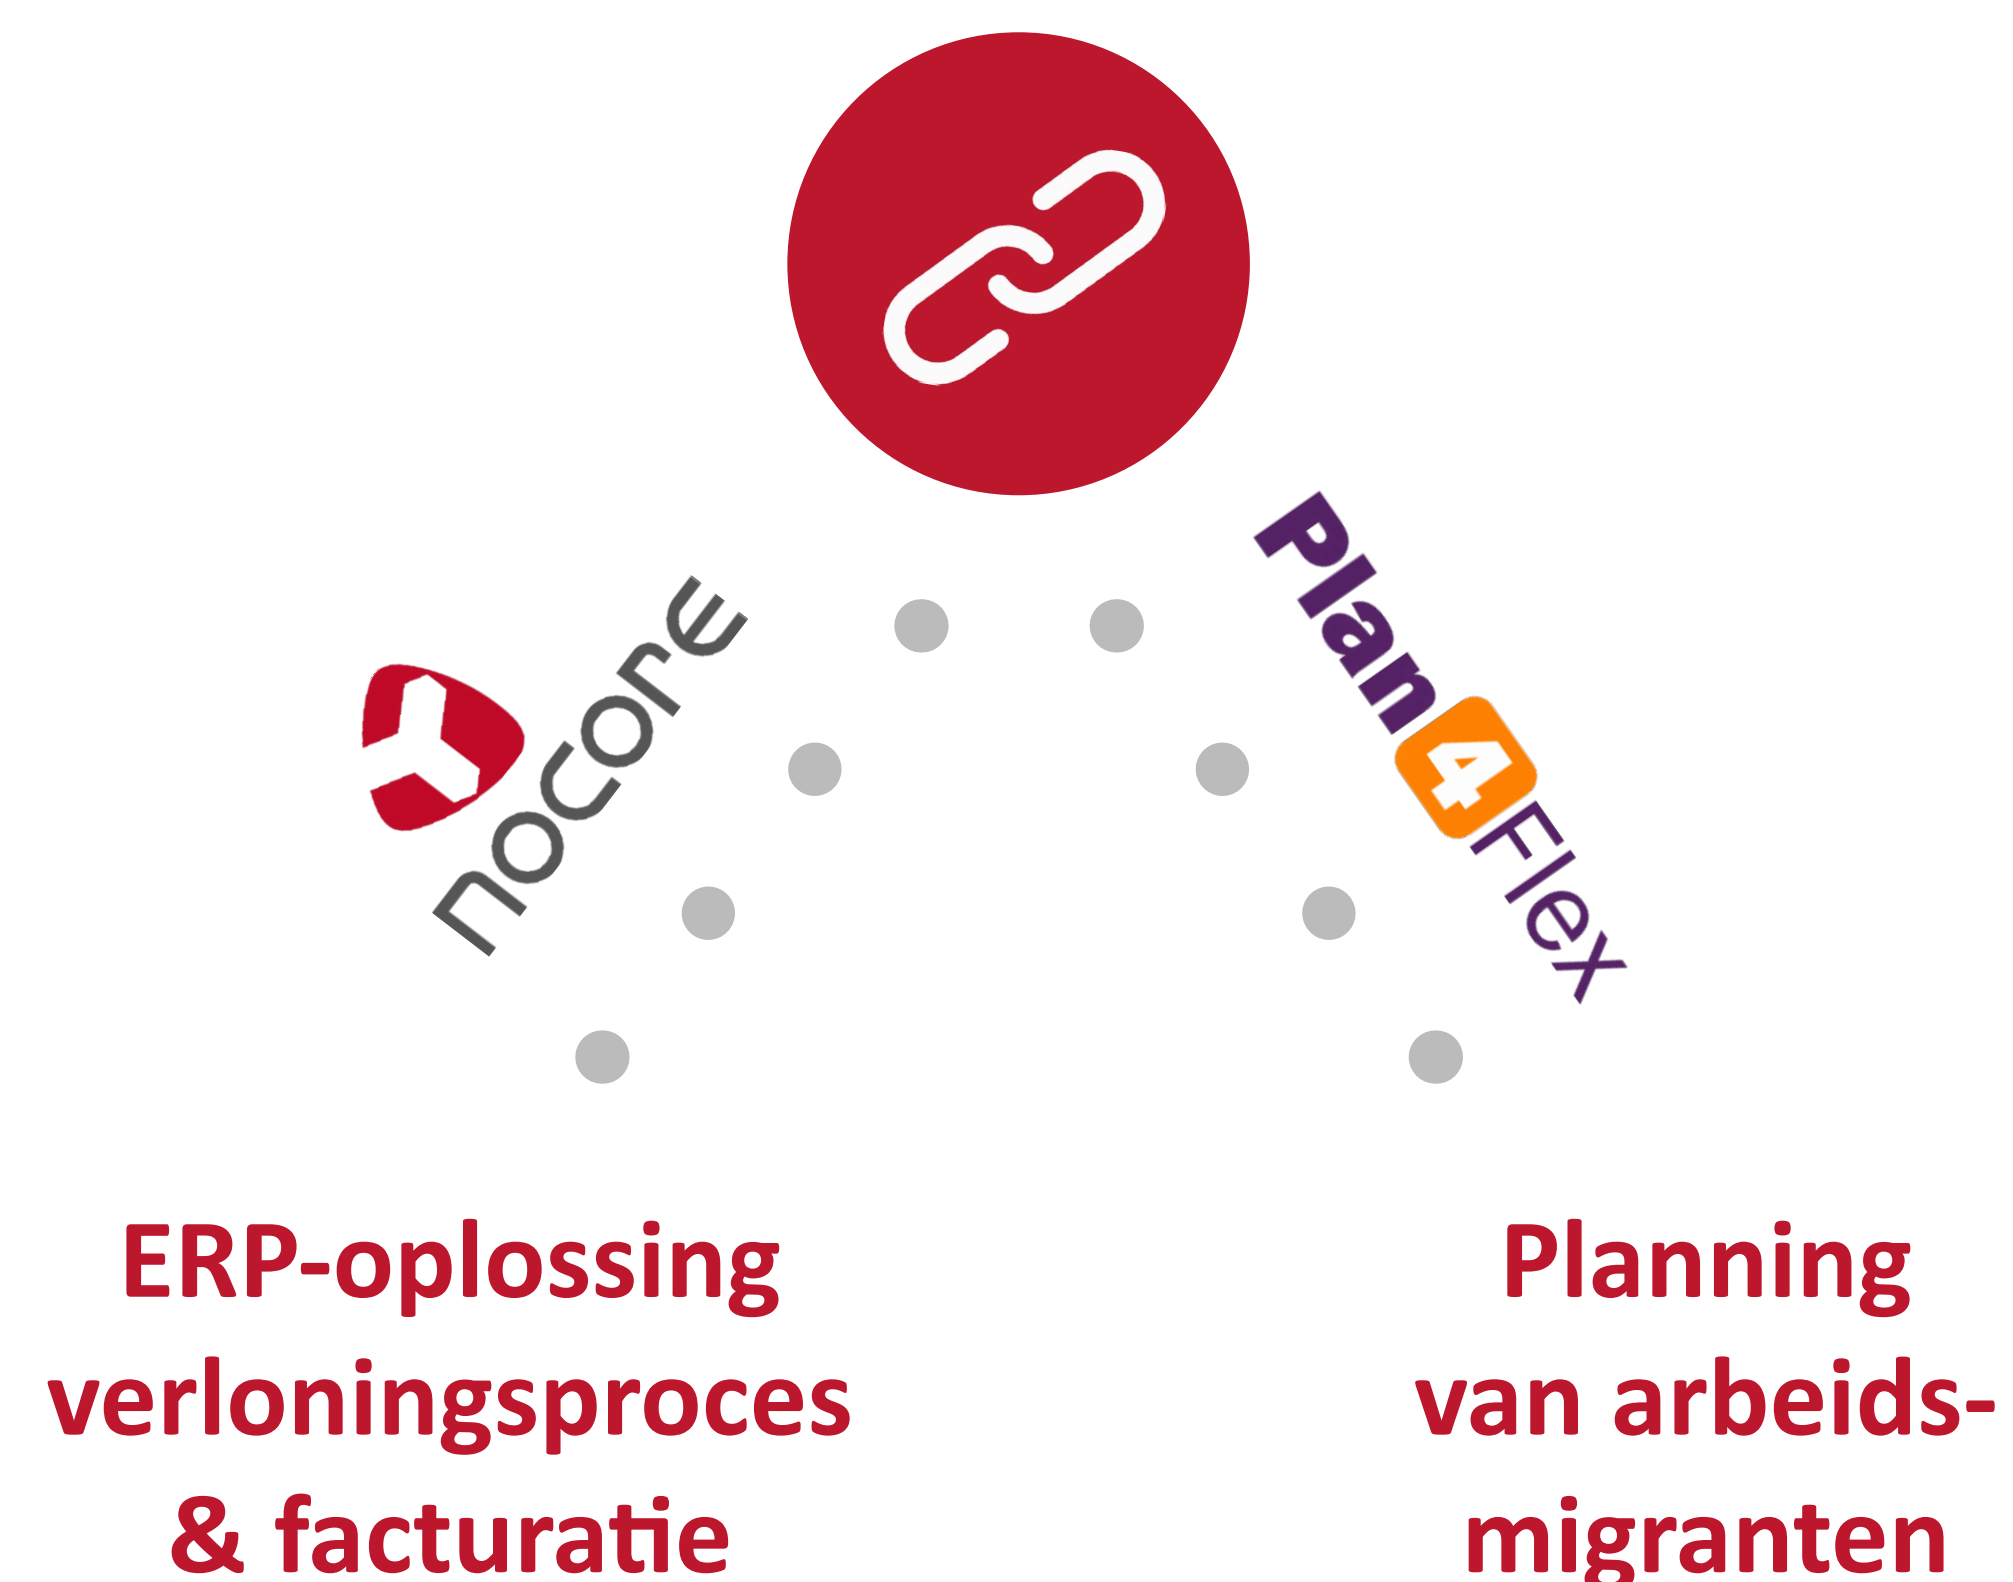 nocore
Plan4Flex
ERP-oplossing
verloningsproces
& facturatie
Planning
van arbeids-
migranten